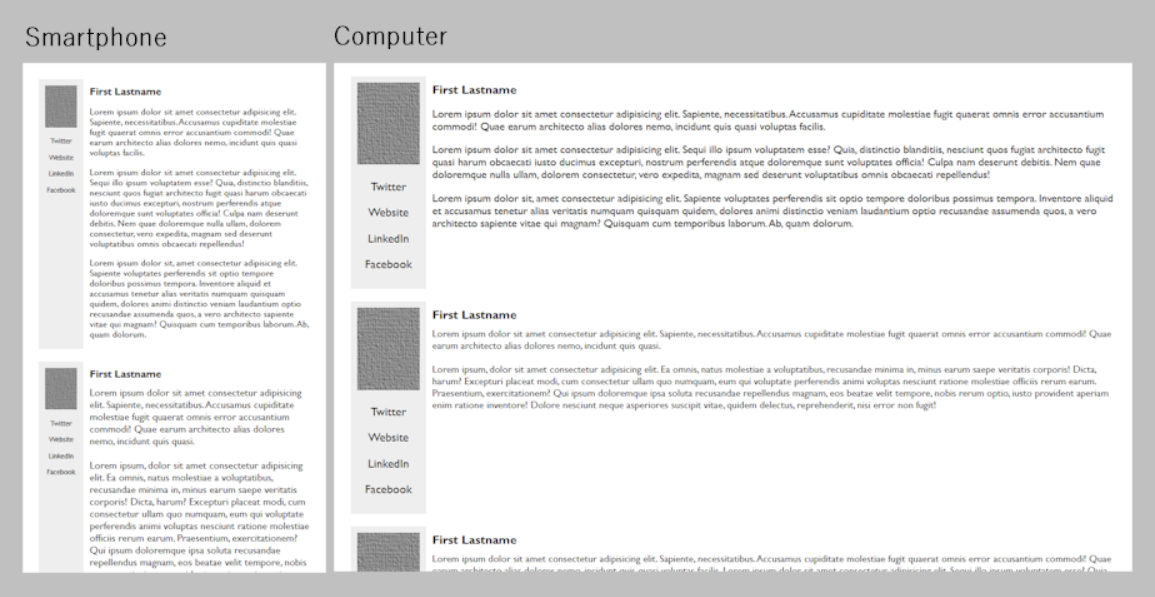 Smartphone
Computer
First Lastname
Lorem ipsum dolor sit amet consectetur adipisicing elit.
Sapiente, necessitatibus. Accusamus cupiditate molestiae
fugit quaerat omnis error accusantium commodi! Quae
earum architecto alias dolores nemo, incidunt quis quasi
voluptas facilis.
Lorem ipsum dolor sit amet consectetur adipisicing elit.
Sequi illo ipsum voluptatem esse! Quia, distinctio blanditiis,
nesciunt quos fugiat architecto fugit quasi harum obcaecati
iusto ducimus excepturi, nostrum perferendis atque
doloremque sunt voluptates officia! Culpa nam deserunt
debitis. Nem quae doloremque nulla ullam, dolorem
consectetur, vero expedita, magnam sed deserunt
voluptatibus omnis obcaecati repellendus!
Lorem ipsum dolor sit, amet consectetur adipisicing elit.
Sapiente voluptates perferendis sit optio tempore
doloribus possimus tempora. Inventore aliquid et
accusamus tenetur alias veritatis numquam quisquam
quidem, dolores animi distinctio veniam laudantium optio
recusandae assumenda quos, a vero architecto sapiente
vitae qui magnam? Quisquam cum temporibus laborum. Ab,
quam dolorum.
Twitter
Website
LinkedIn
Facebook
First Lastname
Lorem ipsum dolor sit amet consectetur adipisicing
elit. Sapiente, necessitatibus. Accusamus cupiditate
molestiae fugit quaerat omnis error accusantium
commodi! Quae earum architecto alias dolores
nemo, incidunt quis quasi.
Lorem ipsum, dolor sit amet consectetur adipisicing
elit. Ea omnis, natus molestiae a voluptatibus,
recusandae minima in, minus earum saepe veritatis
corporis! Dicta, harum? Excepturi placeat modi, cum
consectetur ullam quo numquam, eum qui voluptate
perferendis animi voluptas nesciunt ratione molestiae
officiis rerum earum. Praesentium, exercitationem?
Qui ipsum doloremque ipsa soluta recusandae
repellendus magnam, eos beatae velit tempore, nobis
Twitter
Website
LinkedIn
Facebook
First Lastname
Lorem ipsum dolor sit amet consectetur adipisicing elit. Sapiente, necessitatibus. Accusamus cupiditate molestiae fugit quaerat omnis error accusantium
commodi! Quae earum architecto alias dolores nemo, incidunt quis quasi voluptas facilis.
Lorem ipsum dolor sit amet consectetur adipisicing elit. Sequi illo ipsum voluptatem esse! Quia, distinctio blanditiis, nesciunt quos fugiat architecto fugit
quasi harum obcaecati iusto ducimus excepturi, nostrum perferendis atque doloremque sunt voluptates officia! Culpa nam deserunt debitis. Nem quae
doloremque nulla ullam, dolorem consectetur, vero expedita, magnam sed deserunt voluptatibus omnis obcaecati repellendus!
Lorem ipsum dolor sit, amet consectetur adipisicing elit. Sapiente voluptates perferendis sit optio tempore doloribus possimus tempora. Inventore aliquid
et accusamus tenetur alias veritatis numquam quisquam quidem, dolores animi distinctio veniam laudantium optio recusandae assumenda quos, a vero
architecto sapiente vitae qui magnam? Quisquam cum temporibus laborum. Ab, quam dolorum.
Twitter
Website
LinkedIn
Facebook
First Lastname
Lorem ipsum dolor sit amet consectetur adipisicing elit. Sapiente, necessitatibus. Accusamus cupiditate molestiae fugit quaerat omnis error accusantium commodi! Quae
earum architecto alias dolores nemo, incidunt quis quasi.
Lorem ipsum, dolor sit amet consectetur adipisicing elit. Ea omnis, natus molestiae a voluptatibus, recusandae minima in, minus earum saepe veritatis corporis! Dicta,
harum? Excepturi placeat modi, cum consectetur ullam quo numquam, eum qui voluptate perferendis animi voluptas nesciunt ratione molestiae officiis rerum earum.
Praesentium, exercitationem? Qui ipsum doloremque ipsa soluta recusandae repellendus magnam, eos beatae velit tempore, nobis rerum optio, iusto provident aperiam
enim ratione inventore! Dolore nesciunt neque asperiores suscipit vitae, quidem delectus, reprehenderit, nisi error non fugit!
Twitter
Website
LinkedIn
Facebook
First Lastname
Lorem ipsum dolor sit amet consectetur adipisicing elit. Sapiente, necessitatibus. Accusamus cupiditate molestiae fugit quaerat omnis error accusantium commodi! Quae